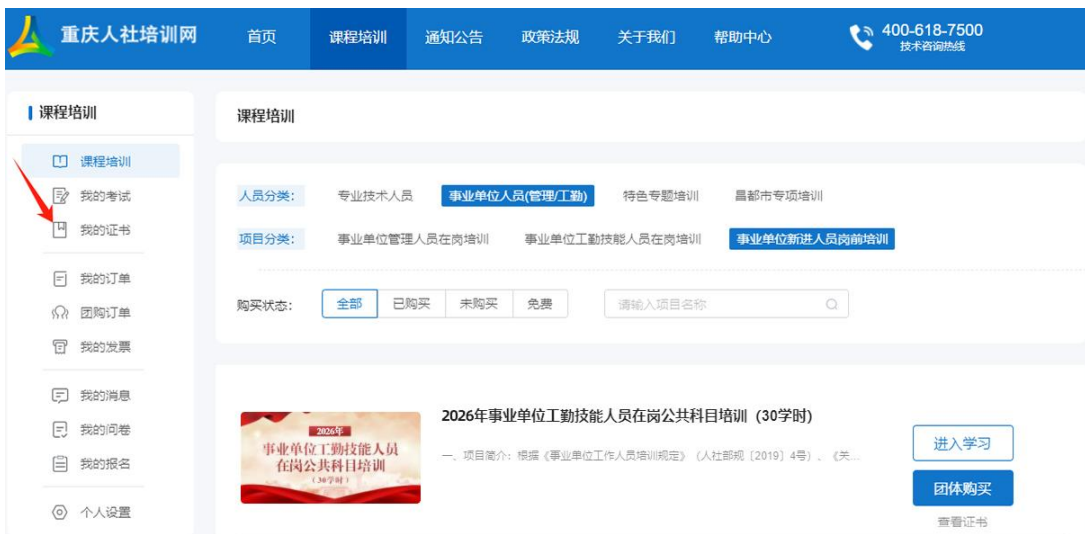 重庆人社培训网 首页 课程培训 通知公告 政策法规 关于我们 帮助中心 400-618-7500
技术咨询热线
课程培训
课程培训
我的考试
我的证书
我的订单
团购订单
我的发票
我的消息
我的问卷
我的报名
个人设置
课程培训
人员分类： 专业技术人员 事业单位人员(管理/工勤) 特色专题培训 昌都市专项培训
项目分类： 事业单位管理人员在岗培训 事业单位工勤技能人员在岗培训 事业单位新进人员岗前培训
购买状态： 全部 已购买 未购买 免费 请输入项目名称
2026年
事业单位工勤技能人员
在岗公共科目培训
（30学时）
2026年事业单位工勤技能人员在岗公共科目培训（30学时）
一、项目简介：根据《事业单位工作人员培训规定》（人社部规〔2019〕4号）、《关...
进入学习
团体购买
查看证书